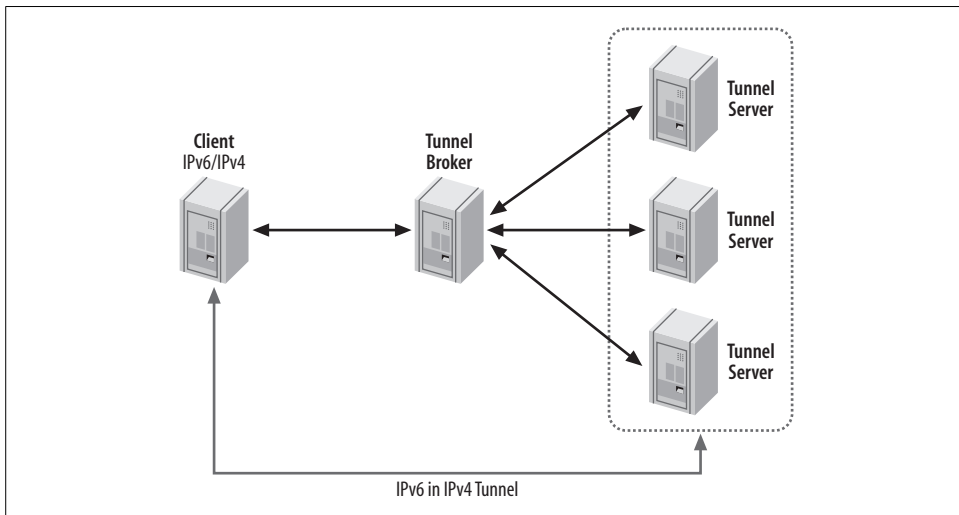 Client
IPv6/IPv4
Tunnel
Broker
Tunnel
Server
Tunnel
Server
Tunnel
Server
IPv6 in IPv4 Tunnel